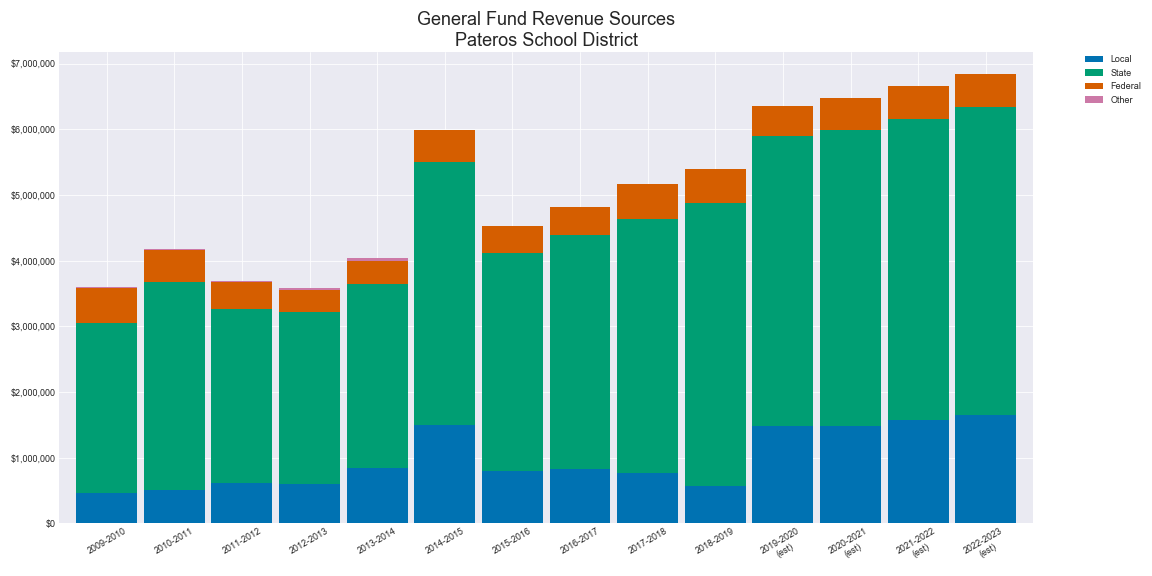 General Fund Revenue Sources
Pateros School District
$7,000,000
$6,000,000
$5,000,000
$4,000,000
$3,000,000
$2,000,000
$1,000,000
$0
2009-2010
2010-2011
2011-2012
2012-2013
2013-2014
2014-2015
2015-2016
2016-2017
2017-2018
2018-2019
2019-2020
(est)
2020-2021
(est)
2021-2022
(est)
2022-2023
(est)
Local
State
Federal
Other